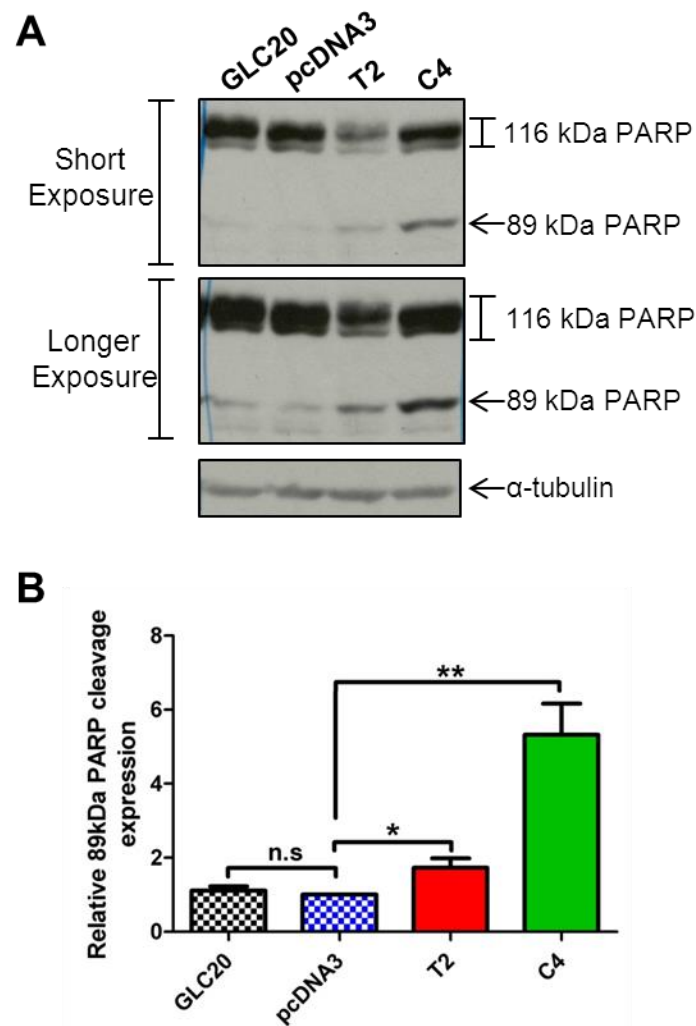 A
GLC20
pcDNA3
T2
C4
Short
Exposure
116 kDa PARP
89 kDa PARP
Longer
Exposure
116 kDa PARP
89 kDa PARP
α-tubulin
B
Relative 89kDa PARP cleavage
expression
8
6
4
2
0
n.s
*
**
GLC20
pcDNA3
T2
C4